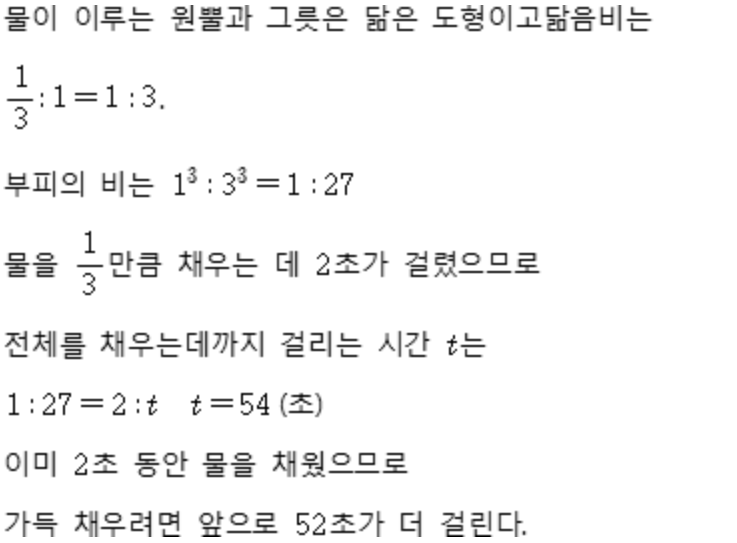 물이 이루는 원뿔과 그릇은 닮은 도형이고닮음비는
1/3 : 1 = 1 : 3.
부피의 비는 1³ : 3³ = 1 : 27
물을 1/3만큼 채우는 데 2초가 걸렸으므로
전체를 채우는데까지 걸리는 시간 t는
1 : 27 = 2 : t   t = 54 (초)
이미 2초 동안 물을 채웠으므로
가득 채우려면 앞으로 52초가 더 걸린다.